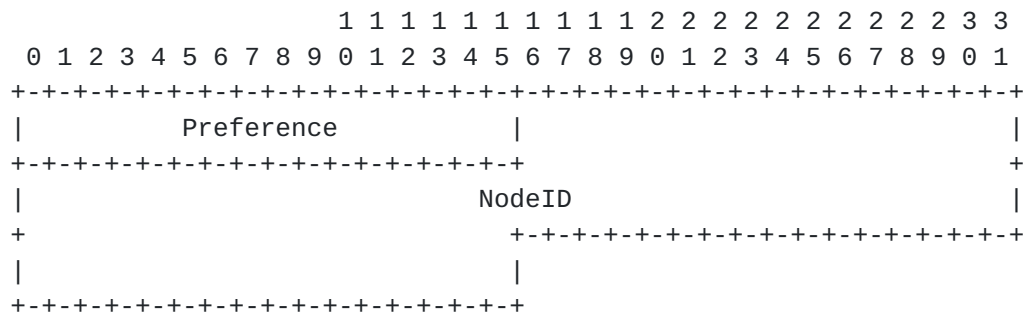 1 1 1 1 1 1 1 1 1 1 2 2 2 2 2 2 2 2 2 2 3 3
 0 1 2 3 4 5 6 7 8 9 0 1 2 3 4 5 6 7 8 9 0 1 2 3 4 5 6 7 8 9 0 1
+-+-+-+-+-+-+-+-+-+-+-+-+-+-+-+-+-+-+-+-+-+-+-+-+-+-+-+-+-+-+-+-+
|          Preference           |                               |
+-+-+-+-+-+-+-+-+-+-+-+-+-+-+-+-+                               +
|                             NodeID                            |
+                               +-+-+-+-+-+-+-+-+-+-+-+-+-+-+-+-+
|                               |
+-+-+-+-+-+-+-+-+-+-+-+-+-+-+-+-+